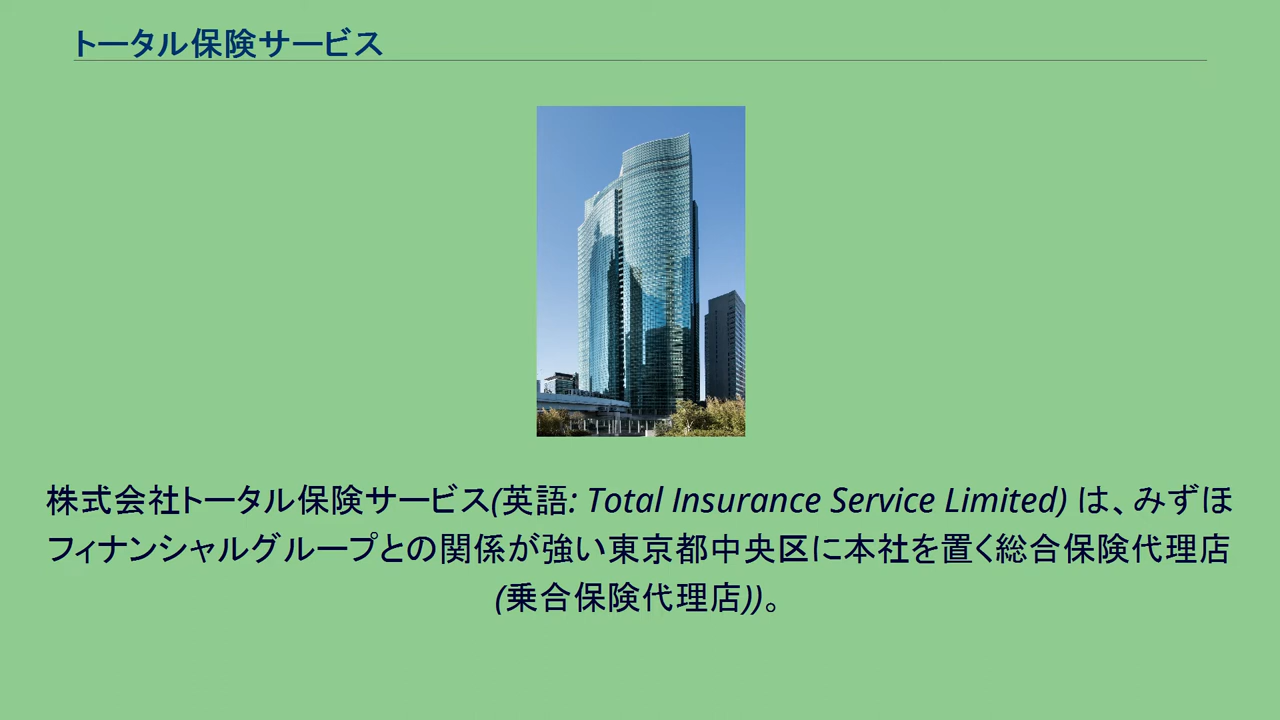 トータル保険サービス
株式会社トータル保険サービス(英語: Total Insurance Service Limited) は、みずほ
フィナンシャルグループとの関係が強い東京都中央区に本社を置く総合保険代理店
(乗合保険代理店))。